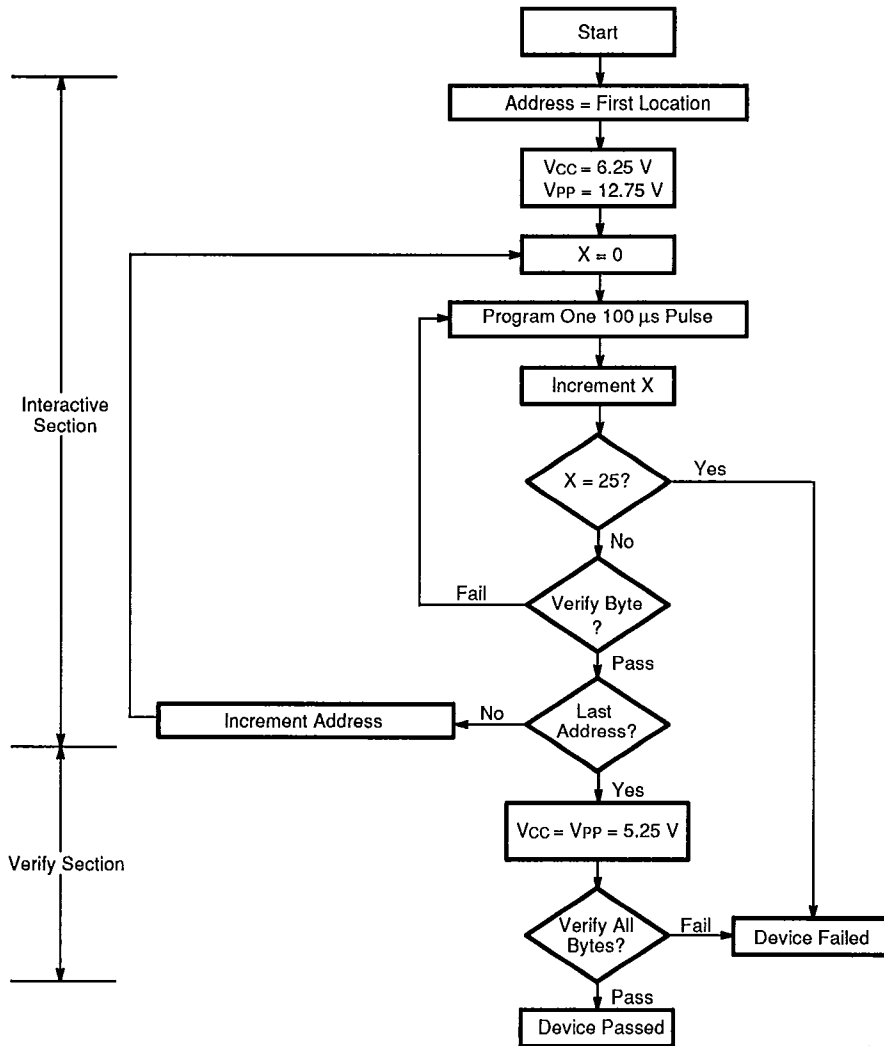 Start
Address = First Location
VCC = 6.25 V
VPP = 12.75 V
X = 0
Program One 100 μs Pulse
Increment X
Interactive
Section
X = 25?
Yes
No
Fail
Verify Byte
?
Pass
Increment Address
No
Last
Address?
Yes
VCC = VPP = 5.25 V
Verify Section
Verify All
Bytes?
Fail
Device Failed
Pass
Device Passed